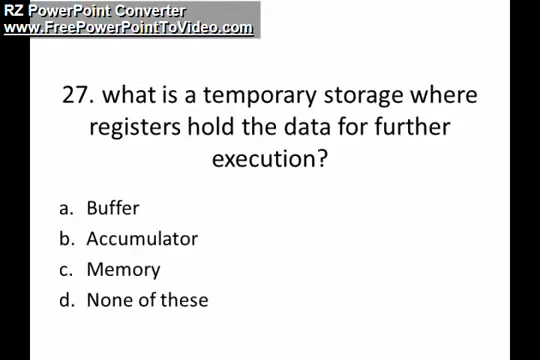 RZ PowerPoint Converter
www.FreePowerPointToVideo.com
27. what is a temporary storage where
registers hold the data for further
execution?
a. Buffer
b. Accumulator
c. Memory
d. None of these